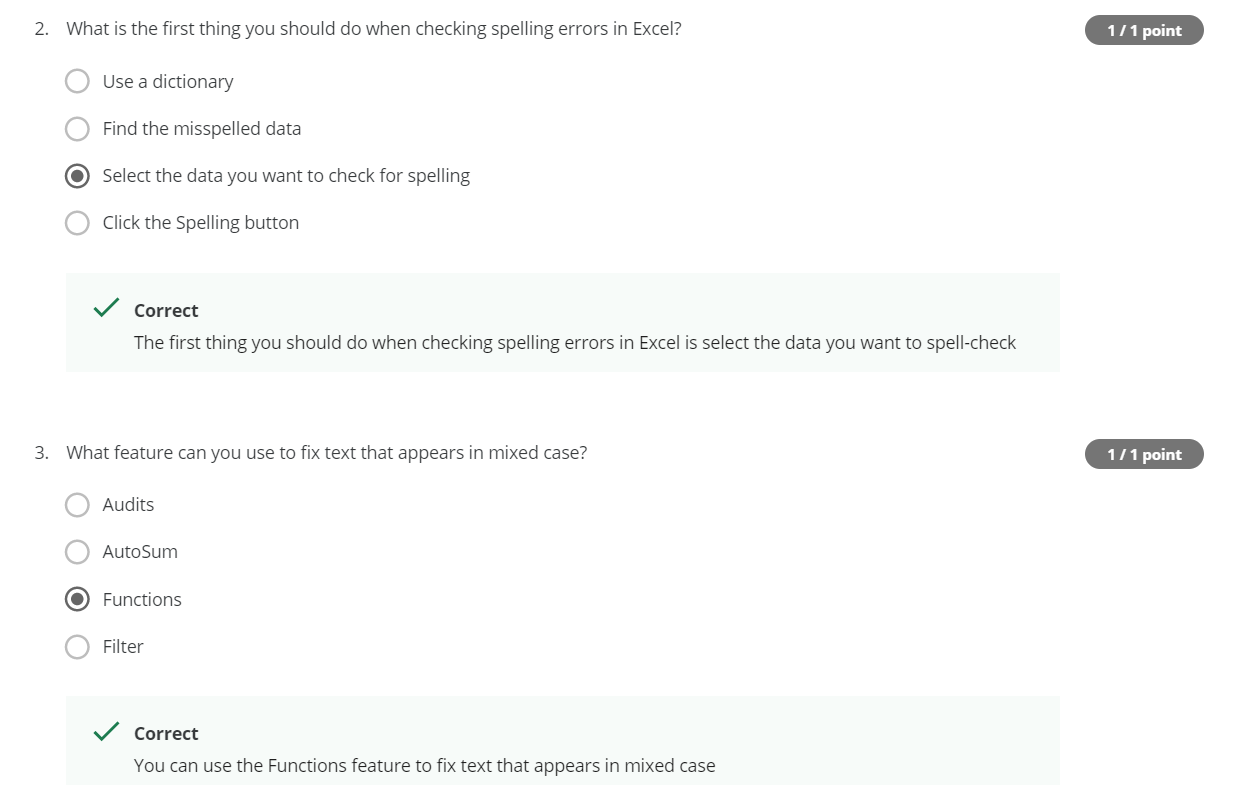 2. What is the first thing you should do when checking spelling errors in Excel?
1 / 1 point
Use a dictionary
Find the misspelled data
Select the data you want to check for spelling
Click the Spelling button
Correct
The first thing you should do when checking spelling errors in Excel is select the data you want to spell-check
3. What feature can you use to fix text that appears in mixed case?
1 / 1 point
Audits
AutoSum
Functions
Filter
Correct
You can use the Functions feature to fix text that appears in mixed case